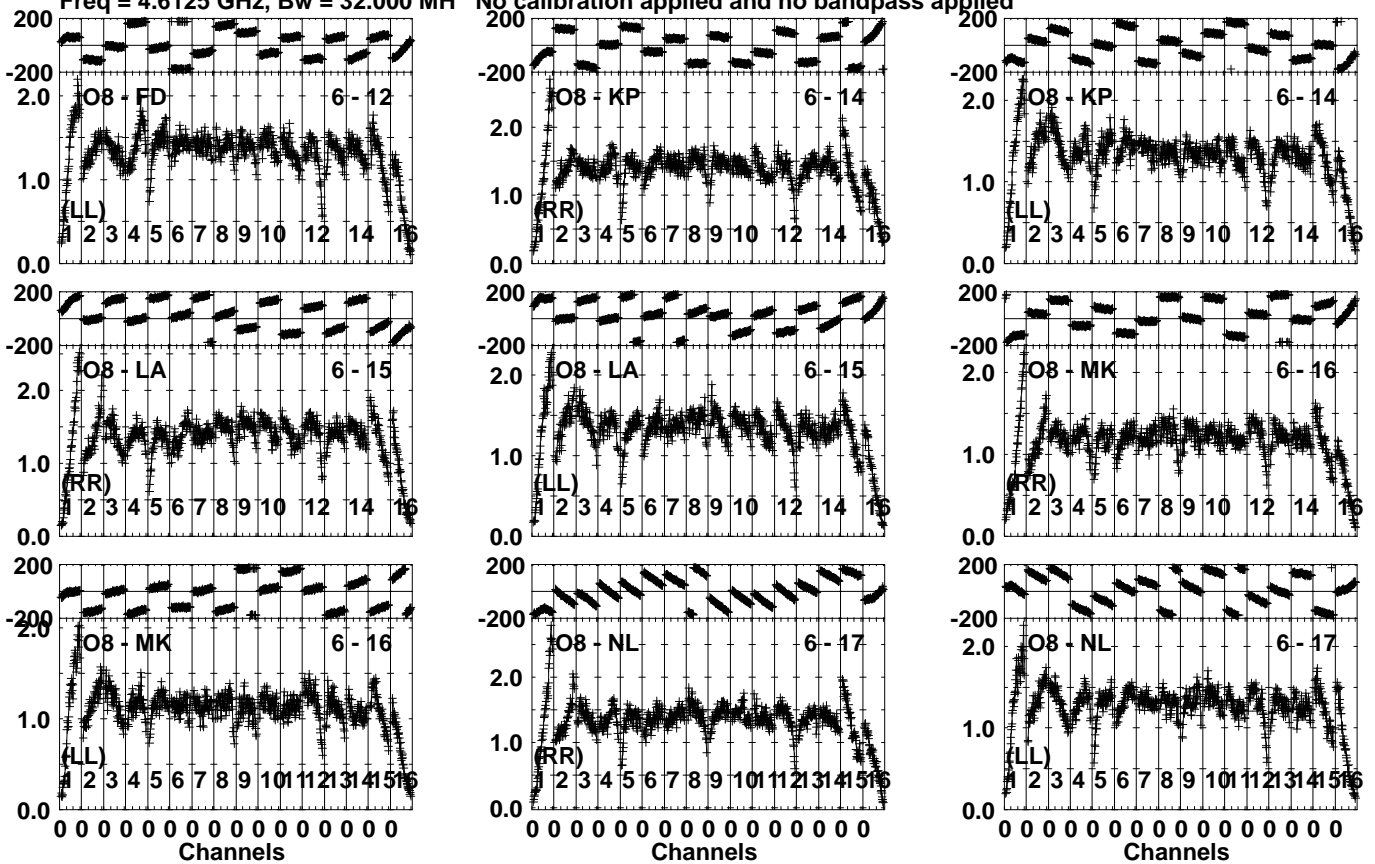 Freq = 4.6125 GHz, Bw = 32.000 MH No calibration applied and no bandpass applied
200
-200
2.0
1.0
0.0
O8 - FD 6 - 12
(LL)
1 2 3 4 5 6 7 8 9 10 12 14 16
200
-200
2.0
1.0
0.0
O8 - KP 6 - 14
(RR)
1 2 3 4 5 6 7 8 9 10 12 14 16
200
-200
2.0
1.0
0.0
O8 - KP 6 - 14
(LL)
1 2 3 4 5 6 7 8 9 10 12 14 16
200
-200
2.0
1.0
0.0
O8 - LA 6 - 15
(RR)
1 2 3 4 5 6 7 8 9 10 12 14 16
200
-200
2.0
1.0
0.0
O8 - LA 6 - 15
(LL)
1 2 3 4 5 6 7 8 9 10 12 14 16
200
-200
2.0
1.0
0.0
O8 - MK 6 - 16
(RR)
1 2 3 4 5 6 7 8 9 10 12 14 16
200
-200
2.0
1.0
0.0
O8 - MK 6 - 16
(LL)
1 2 3 4 5 6 7 8 9 10 11 12 13 14 15 16
0 0 0 0 0 0 0 0 0 0 0 0 0 0 0 0
Channels
200
-200
2.0
1.0
0.0
O8 - NL 6 - 17
(RR)
1 2 3 4 5 6 7 8 9 10 11 12 13 14 15 16
0 0 0 0 0 0 0 0 0 0 0 0 0 0 0 0
Channels
200
-200
2.0
1.0
0.0
O8 - NL 6 - 17
(LL)
1 2 3 4 5 6 7 8 9 10 11 12 13 14 15 16
0 0 0 0 0 0 0 0 0 0 0 0 0 0 0 0
Channels